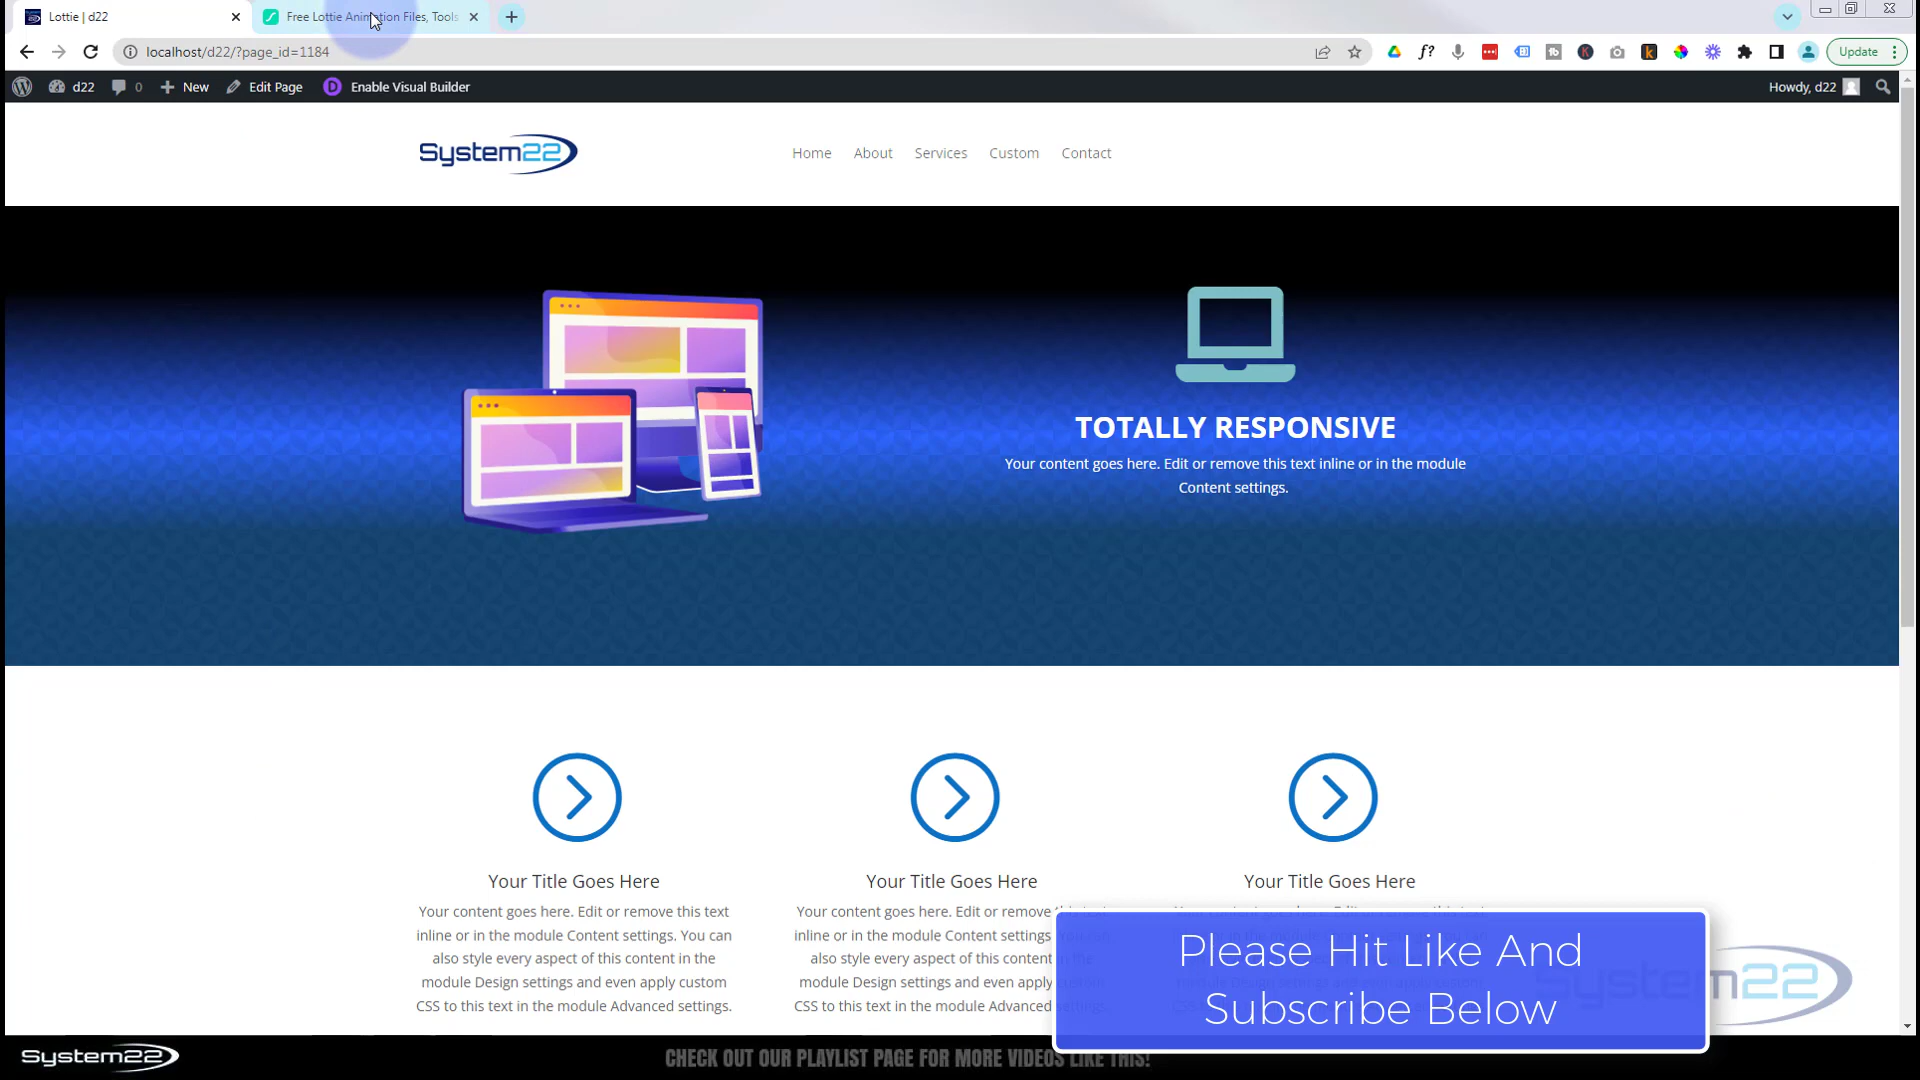 Lottie | d22
Free Lottie Animation Files, Tools
localhost/d22/?page_id=1184
Update
d22
0
New
Edit Page
Enable Visual Builder
Howdy, d22
System22
Home
About
Services
Custom
Contact
TOTALLY RESPONSIVE
Your content goes here. Edit or remove this text inline or in the module
Content settings.
Your Title Goes Here
Your content goes here. Edit or remove this text
inline or in the module Content settings. You can
also style every aspect of this content in the
module Design settings and even apply custom
CSS to this text in the module Advanced settings.
Your Title Goes Here
Your content goes here. Edit or remove
inline or in the module Content settings
also style every aspect of this content
module Design settings and even apply
CSS to this text in the module Advanced
Your Title Goes Here
Please Hit Like And
Subscribe Below
System22
System22
CHECK OUT OUR PLAYLIST PAGE FOR MORE VIDEOS LIKE THIS!